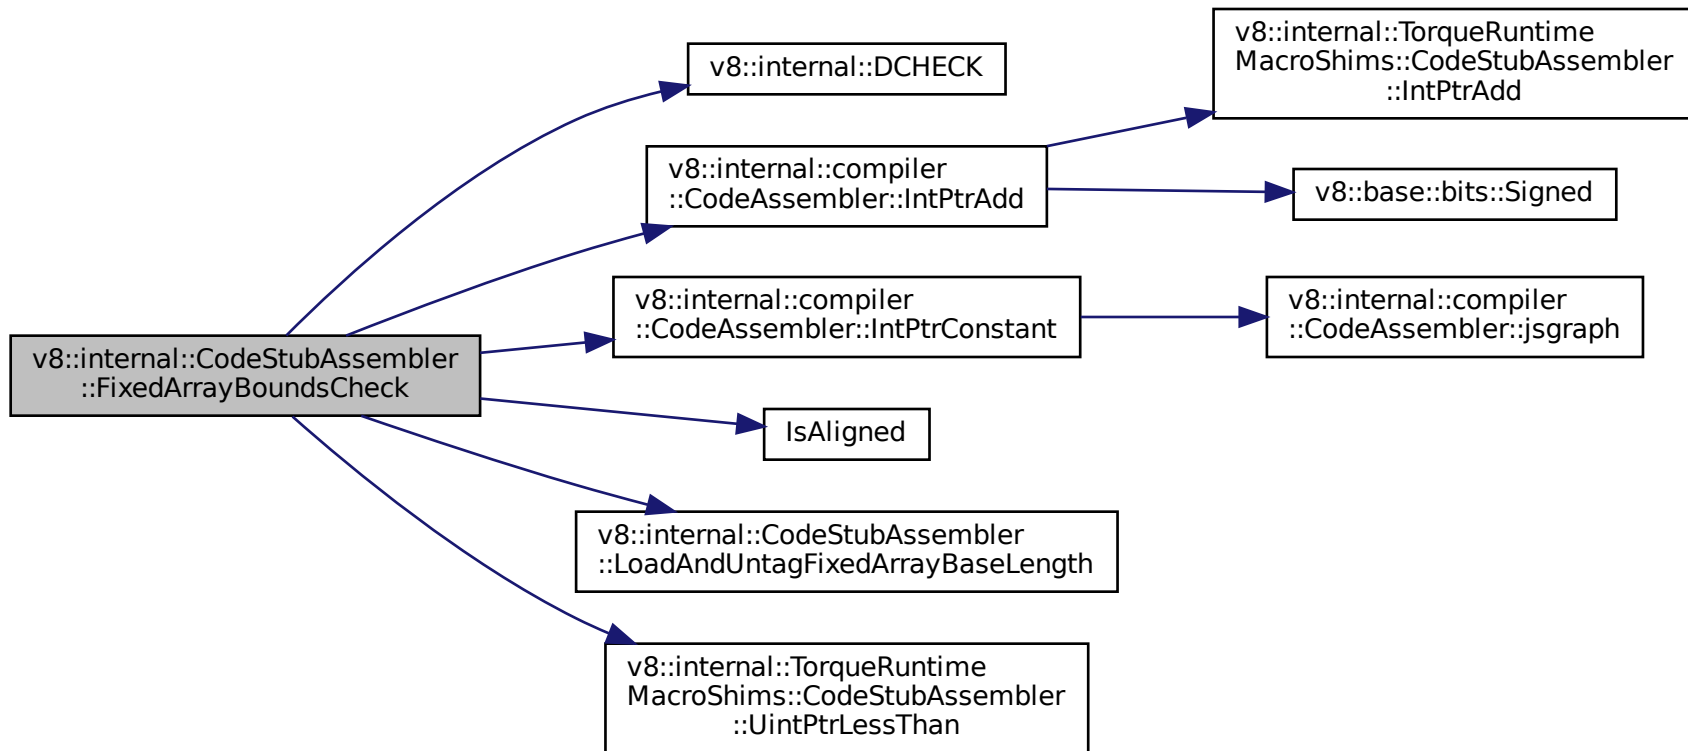 v8::internal::CodeStubAssembler
::FixedArrayBoundsCheck
v8::internal::DCHECK
v8::internal::compiler
::CodeAssembler::IntPtrAdd
v8::internal::TorqueRuntime
MacroShims::CodeStubAssembler
::IntPtrAdd
v8::base::bits::Signed
v8::internal::compiler
::CodeAssembler::IntPtrConstant
v8::internal::compiler
::CodeAssembler::jsgraph
IsAligned
v8::internal::CodeStubAssembler
::LoadAndUntagFixedArrayBaseLength
v8::internal::TorqueRuntime
MacroShims::CodeStubAssembler
::UintPtrLessThan